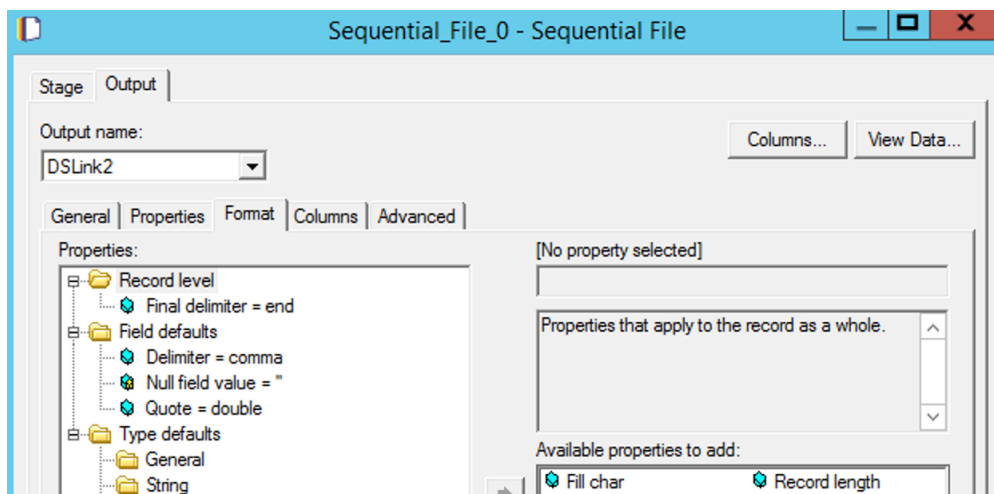 Sequential_File_0 - Sequential File
Stage Output
Output name:
Columns... View Data...
DSLink2
General Properties Format Columns Advanced
Properties:
[No property selected]
Record level
Final delimiter = end
Properties that apply to the record as a whole.
Field defaults
Delimiter = comma
Null field value = ''
Quote = double
Type defaults
General
Available properties to add:
String
Fill char Record length